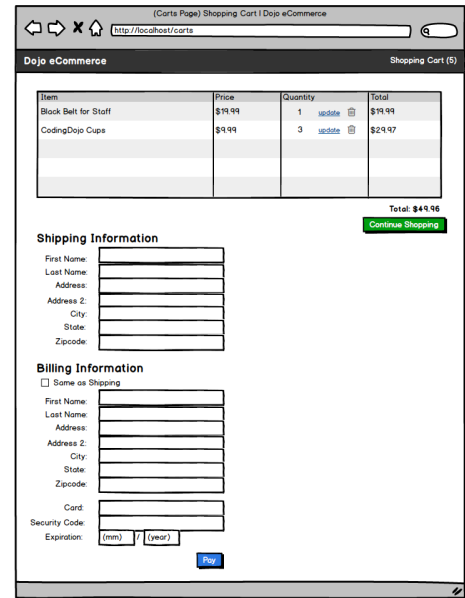 (Carts Page) Shopping Cart | Dojo eCommerce
http://localhost/carts
Dojo eCommerce Shopping Cart (5)
Item Price Quantity Total
Black Belt for Staff $19.99 1 update $19.99
CodingDojo Cups $9.99 3 update $29.97
Total: $49.96
Continue Shopping
Shipping Information
First Name:
Last Name:
Address:
Address 2:
City:
State:
Zipcode:
Billing Information
Same as Shipping
First Name:
Last Name:
Address:
Address 2:
City:
State:
Zipcode:
Card:
Security Code:
Expiration: (mm) / (year)
Pay